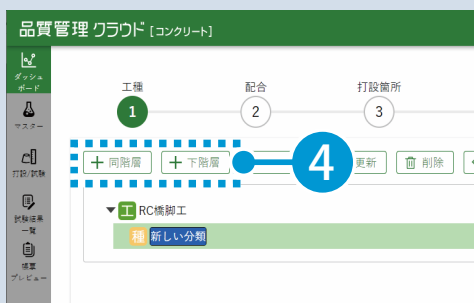 品質管理クラウド［コンクリート］
ダッシュ
ボード
マスター
打設/試験
試験結果
一覧
帳票
プレビュー
工種
配合
打設箇所
1
2
3
＋ 同階層
＋ 下階層
4
更新
削除
工 RC橋脚工
種 新しい分類